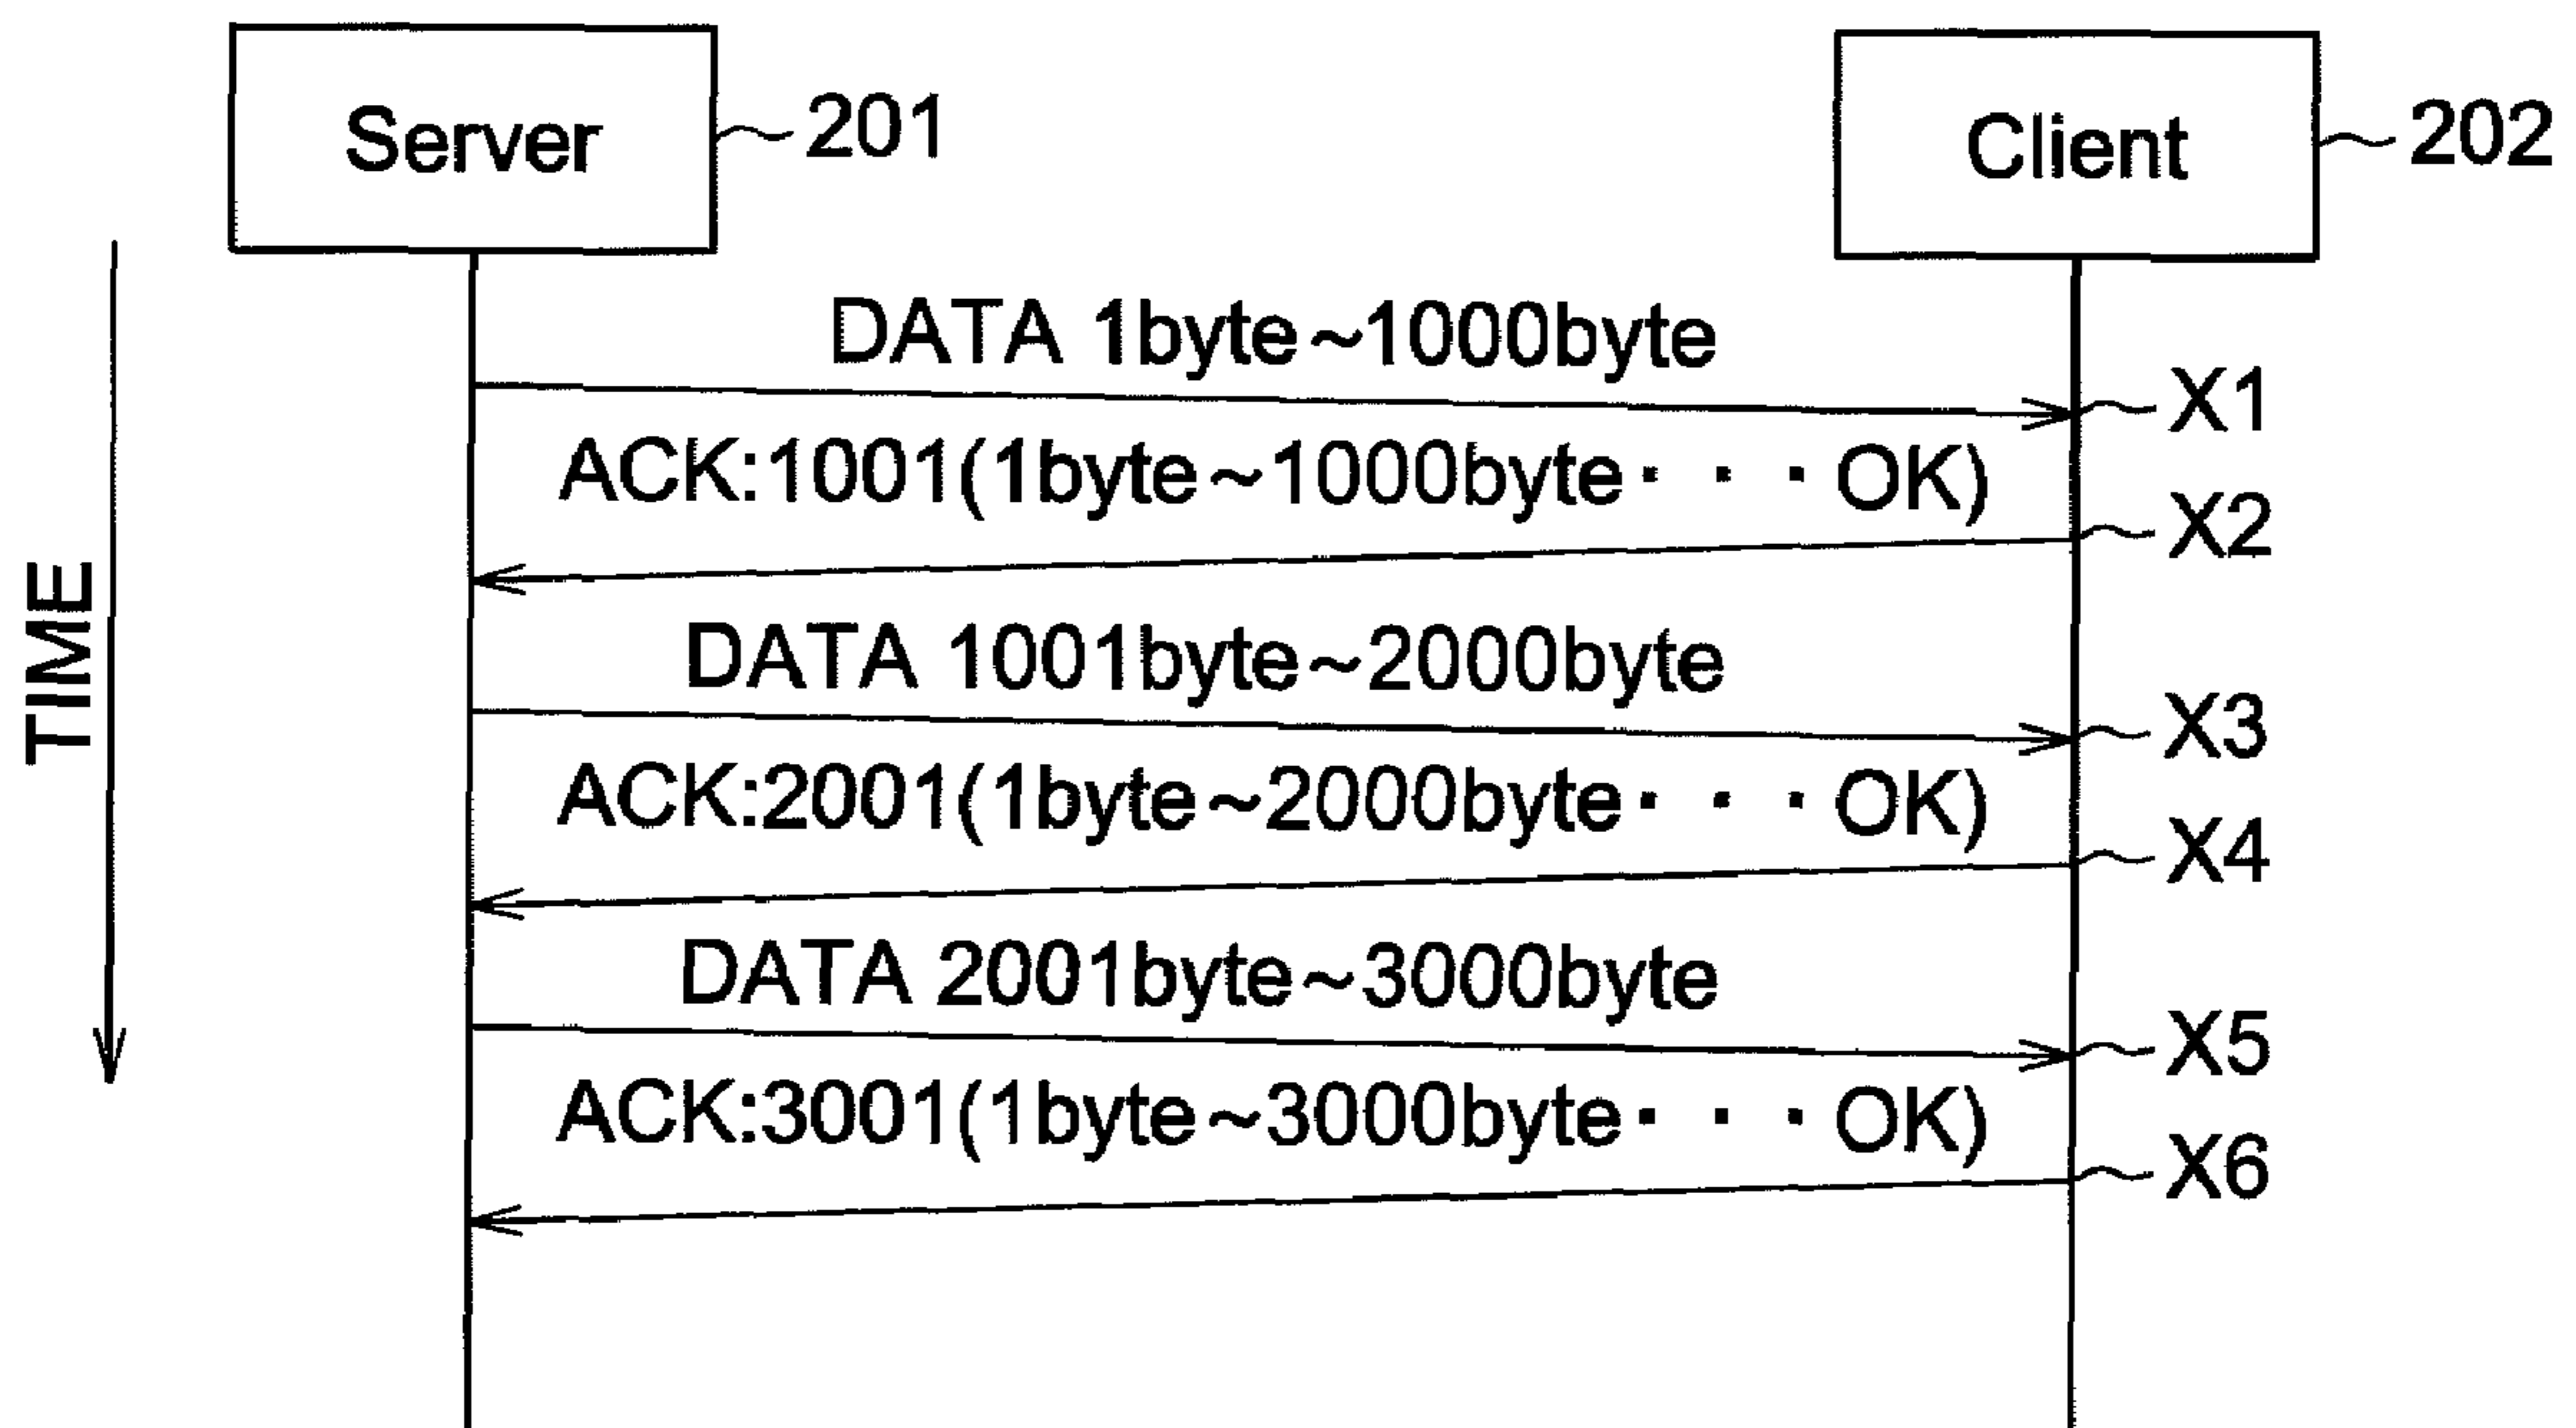 Server
201
Client
202
TIME
DATA 1byte~1000byte
X1
ACK:1001(1byte~1000byte・・・OK)
X2
DATA 1001byte~2000byte
X3
ACK:2001(1byte~2000byte・・・OK)
X4
DATA 2001byte~3000byte
X5
ACK:3001(1byte~3000byte・・・OK)
X6